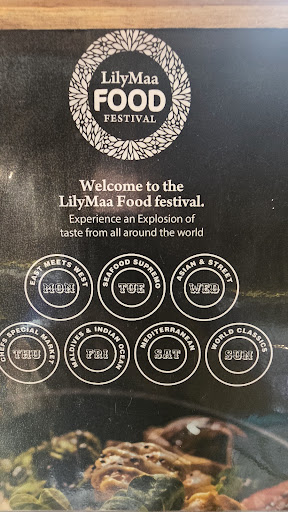 LilyMaa
FOOD
FESTIVAL
Welcome to the
LilyMaa Food festival.
Experience an Explosion of
taste from all around the world
EAST MEETS WEST
MON
SEAFOOD SUPREMO
TUE
ASIAN & STREET
WED
CHEFS SPECIAL MARKET
THU
MALDIVES & INDIAN OCEAN
FRI
MEDITERRANEAN
SAT
WORLD CLASSICS
SUN